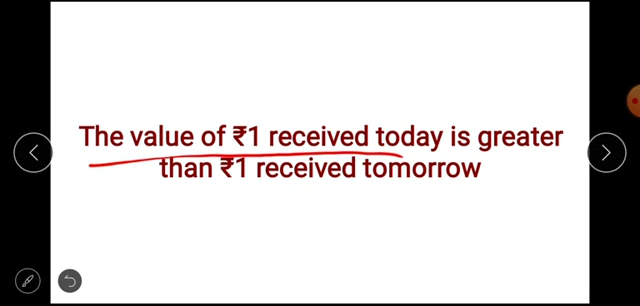 The value of ₹1 received today is greater
than ₹1 received tomorrow